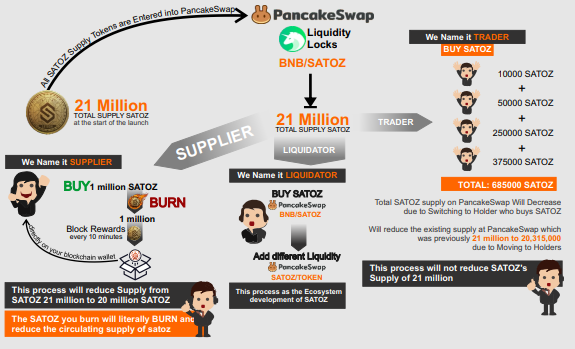 All SATOZ Supply Tokens are Entered into PancakeSwap
PancakeSwap
Liquidity
Locks
BNB/SATOZ
21 Million
TOTAL SUPPLY SATOZ
at the start of the launch
21 Million
TOTAL SUPPLY SATOZ
SUPPLIER
LIQUIDATOR
TRADER
We Name it TRADER
BUY SATOZ
10000 SATOZ
+
50000 SATOZ
+
250000 SATOZ
+
375000 SATOZ
TOTAL: 685000 SATOZ
Total SATOZ supply on PancakeSwap Will Decrease
due to Switching to Holder who buys SATOZ
Will reduce the existing supply at Pancakeswap which
was previously 21 million to 20,315,000
due to Moving to Holders
This process will not reduce SATOZ's
Supply of 21 million
We Name it SUPPLIER
BUY 1 million SATOZ
BURN
1 million
Block Rewards
every 10 minutes
directly on your blockchain wallet
This process will reduce Supply from
SATOZ 21 million to 20 million SATOZ
The SATOZ you burn will literally BURN and
reduce the circulating supply of satoz
We Name it LIQUIDATOR
BUY SATOZ
PancakeSwap
BNB/SATOZ
Add different Liquidity
PancakeSwap
SATOZ/TOKEN
This process as the Ecosystem
development of SATOZ